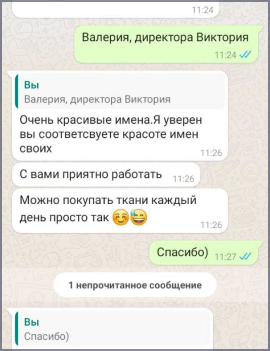 11:24
Валерия, директора Виктория
11:24
Вы
Валерия, директора Виктория
Очень красивые имена.Я уверен
вы соответсвуете красоте имен
своих
11:26
С вами приятно работать
11:26
Можно покупать ткани каждый
день просто так ☺️😅
11:26
Спасибо)
11:27
1 непрочитанное сообщение
Вы
Спасибо)